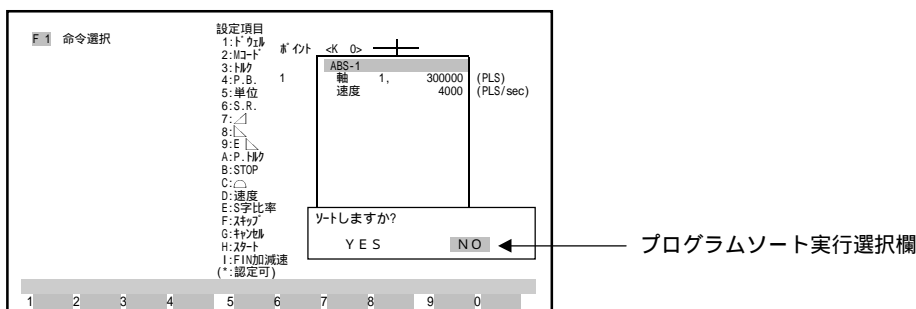 F 1 命令選択
設定項目
1:ﾄﾞｳｪﾙ
2:Mｺｰﾄﾞ
3:ﾄﾙｸ
4:P.B.
5:単位
6:S.R.
7:
8:
9:E
A:P.ﾄﾙｸ
B:STOP
C:
D:速度
E:S字比率
F:ｽｷｯﾌﾟ
G:ｷｬﾝｾﾙ
H:ｽﾀｰﾄ
I:FIN加減速
(*:認定可)
ﾎﾟｲﾝﾄ <K 0>
ABS-1
1 軸 1, 300000 (PLS)
速度 4000 (PLS/sec)
ｿｰﾄしますか?
YES NO
プログラムソート実行選択欄
1 2 3 4 5 6 7 8 9 0